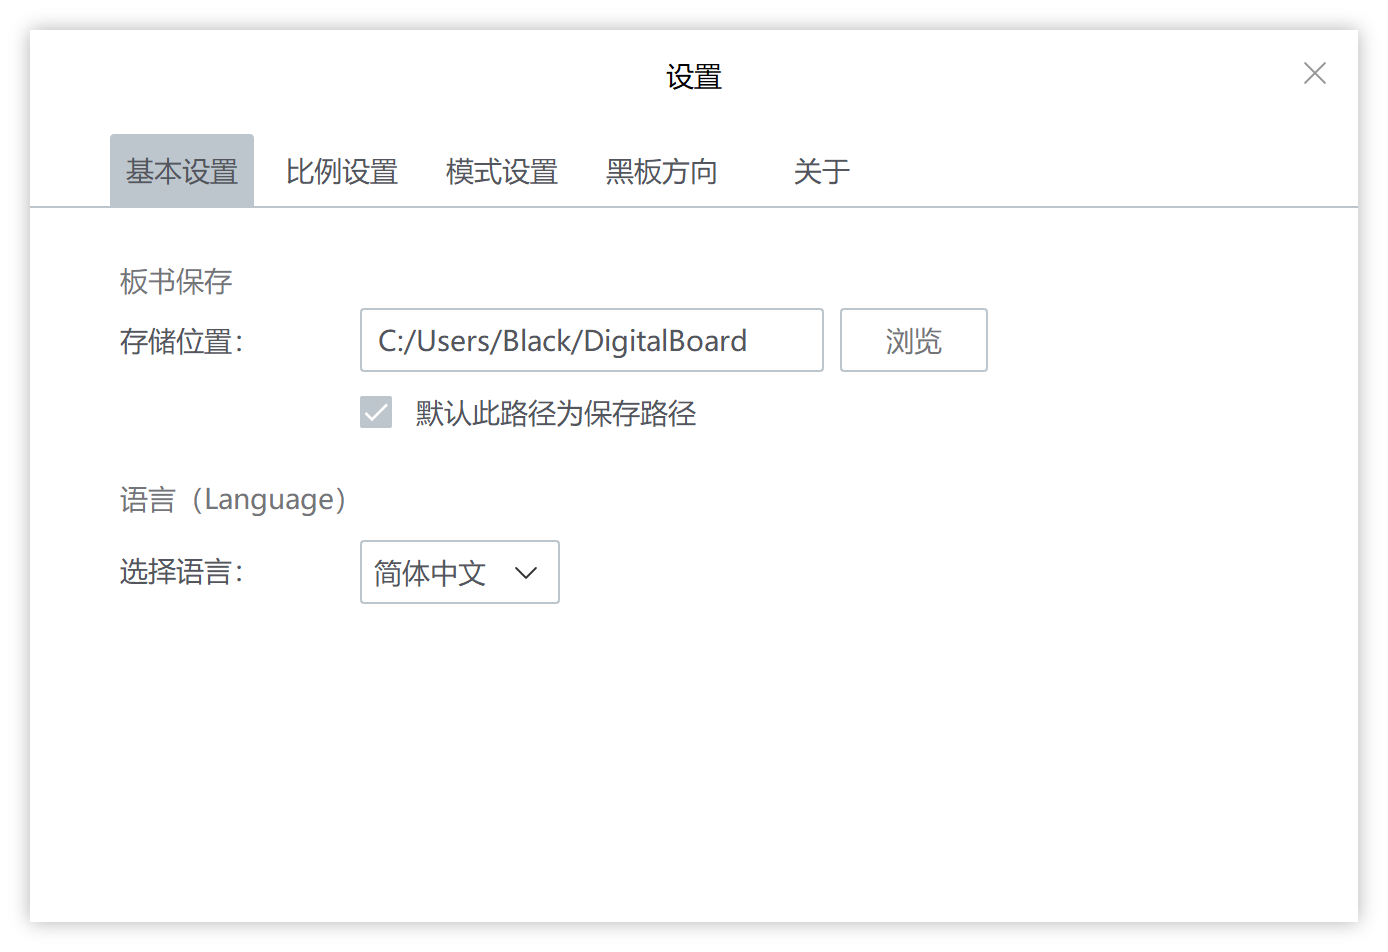 设置
基本设置 比例设置 模式设置 黑板方向 关于
板书保存
存储位置： C:/Users/Black/DigitalBoard 浏览
默认此路径为保存路径
语言（Language）
选择语言： 简体中文